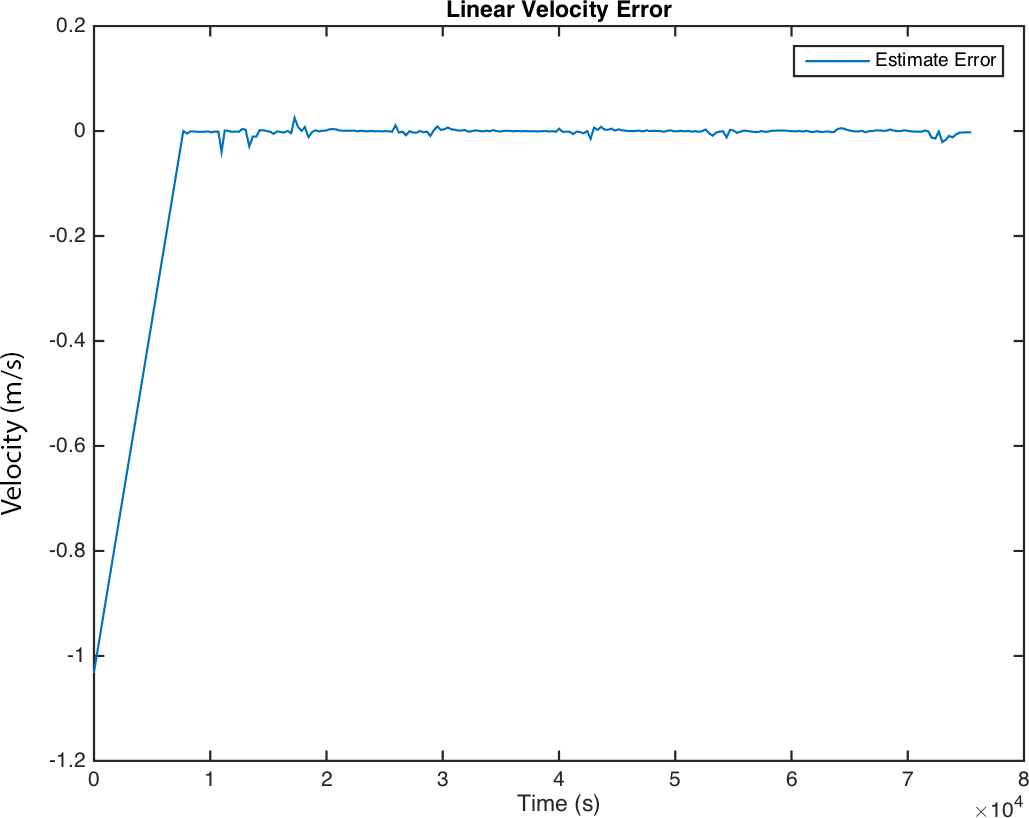 Linear Velocity Error
Estimate Error
0.2
0
-0.2
-0.4
-0.6
-0.8
-1
-1.2
Velocity (m/s)
0 1 2 3 4 5 6 7 8
Time (s)
×10⁴